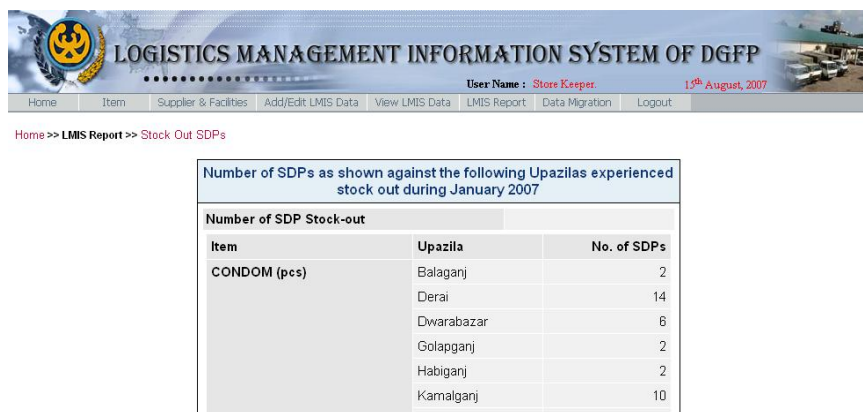 LOGISTICS MANAGEMENT INFORMATION SYSTEM OF DGFP
User Name : Store Keeper. 15th August, 2007
Home Item Supplier & Facilities Add/Edit LMIS Data View LMIS Data LMIS Report Data Migration Logout
Home >> LMIS Report >> Stock Out SDPs
Number of SDPs as shown against the following Upazilas experienced
stock out during January 2007
Number of SDP Stock-out
Item Upazila No. of SDPs
CONDOM (pcs) Balaganj 2
Derai 14
Dwarabazar 6
Golapganj 2
Habiganj 2
Kamalganj 10